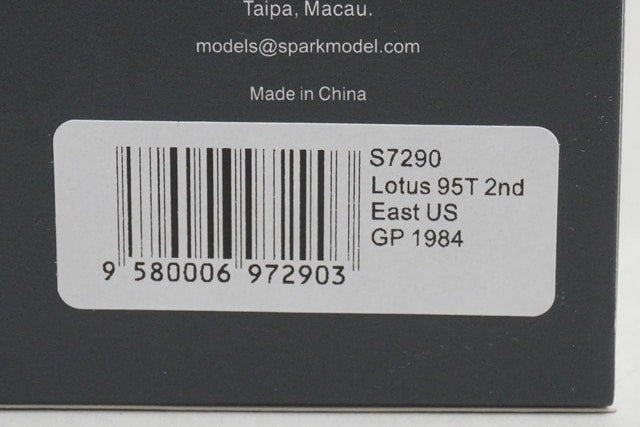 Taipa, Macau.
models@sparkmodel.com
Made in China
S7290
Lotus 95T 2nd
East US
GP 1984
9 580006 972903